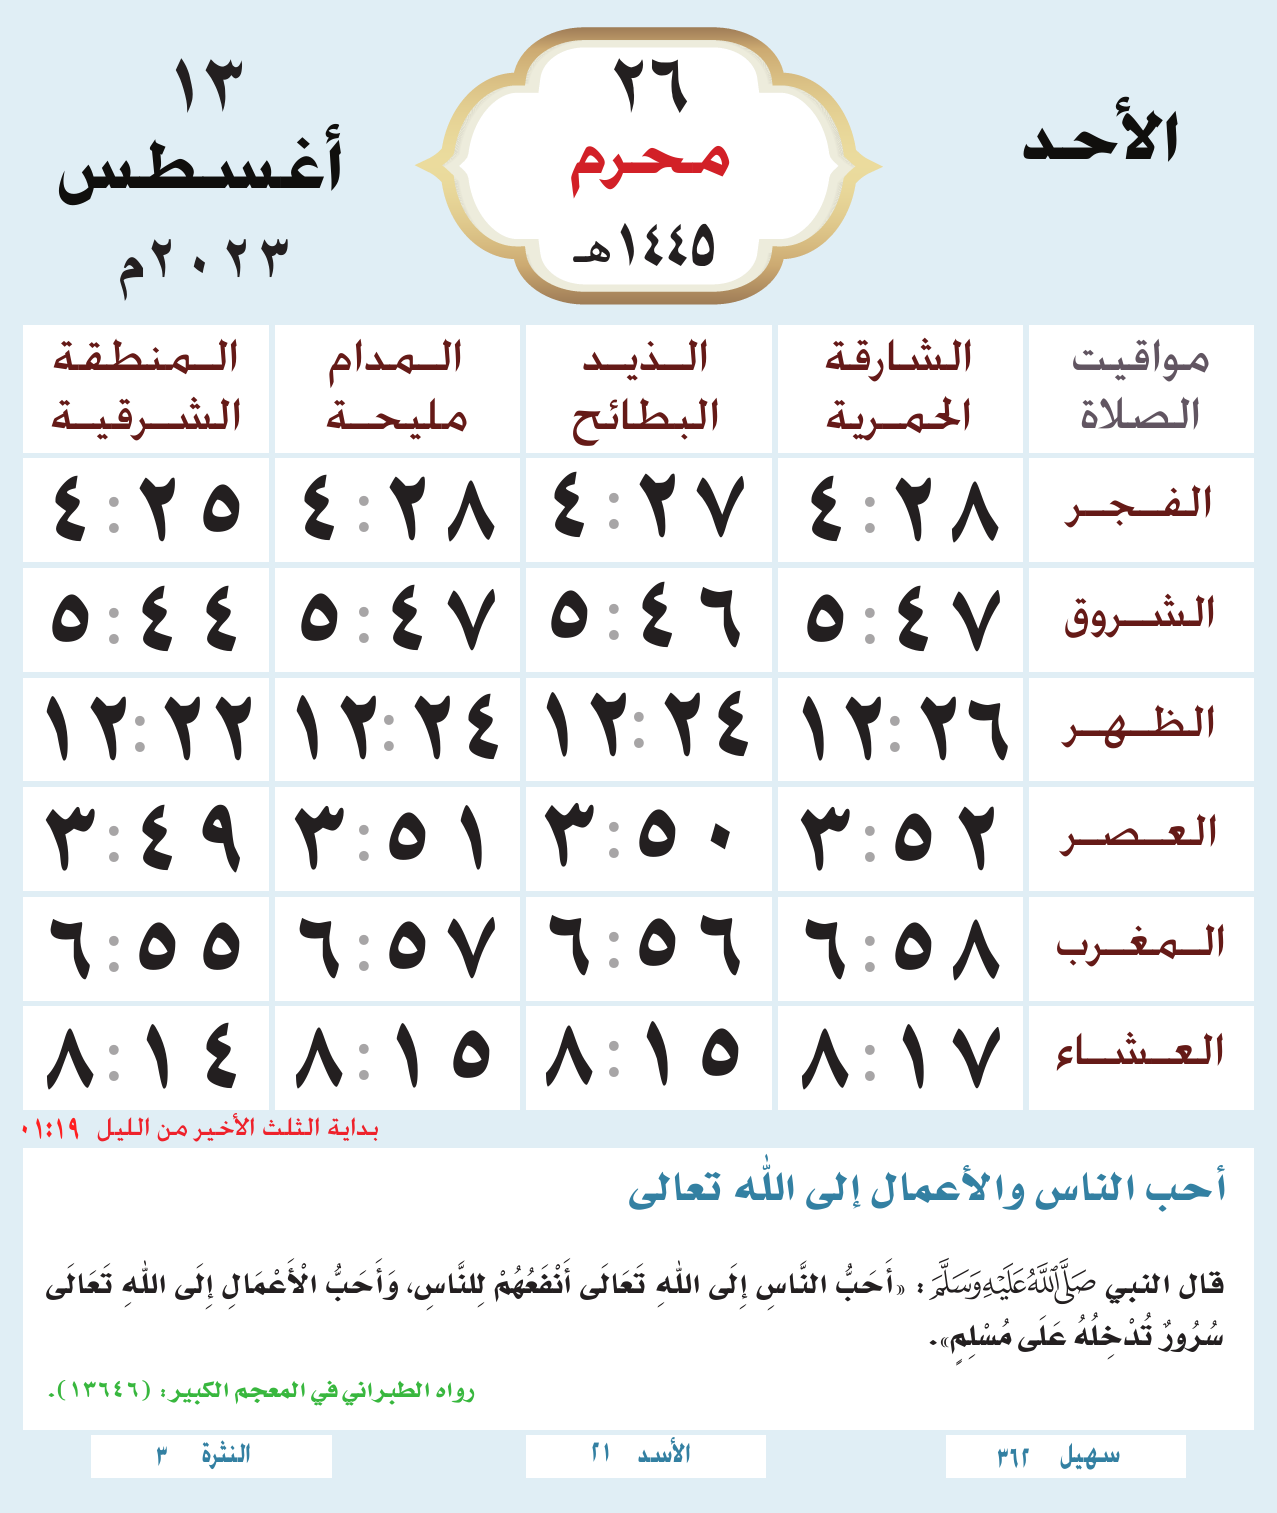 الأحد
٢٦
محرم
١٤٤٥هـ
١٣
أغسطس
٢٠٢٣م
مواقيت الصلاة
الشارقة الحمرية
الذيد البطائح
المدام مليحة
المنطقة الشرقية
الفجر ٤:٢٨ ٤:٢٧ ٤:٢٨ ٤:٢٥
الشروق ٥:٤٧ ٥:٤٦ ٥:٤٧ ٥:٤٤
الظهر ١٢:٢٦ ١٢:٢٤ ١٢:٢٤ ١٢:٢٢
العصر ٣:٥٢ ٣:٥٠ ٣:٥١ ٣:٤٩
المغرب ٦:٥٨ ٦:٥٦ ٦:٥٧ ٦:٥٥
العشاء ٨:١٧ ٨:١٥ ٨:١٥ ٨:١٤
بداية الثلث الأخير من الليل ٠١:١٩
أحب الناس والأعمال إلى الله تعالى
قال النبي ﷺ: «أَحَبُّ النَّاسِ إِلَى اللهِ تَعَالَى أَنْفَعُهُمْ لِلنَّاسِ، وَأَحَبُّ الْأَعْمَالِ إِلَى اللهِ تَعَالَى
سُرُورٌ تُدْخِلُهُ عَلَى مُسْلِمٍ».
رواه الطبراني في المعجم الكبير: (١٣٦٤٦).
سهيل ٣٦٢
الأسد ٢١
النثرة ٣